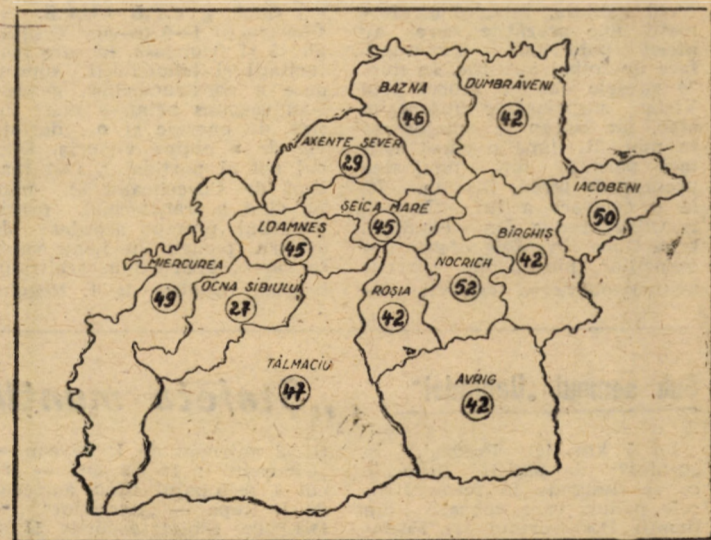 BAZNA
46
DUMBRĂVENI
42
AXENTE SEVER
29
IACOBENI
50
ȘEICA MARE
45
LOAMNEȘ
45
BÎRGHIȘ
42
MIERCUREA
49
OCNA SIBIULUI
27
NOCRICH
52
ROȘIA
42
TĂLMACIU
47
AVRIG
42